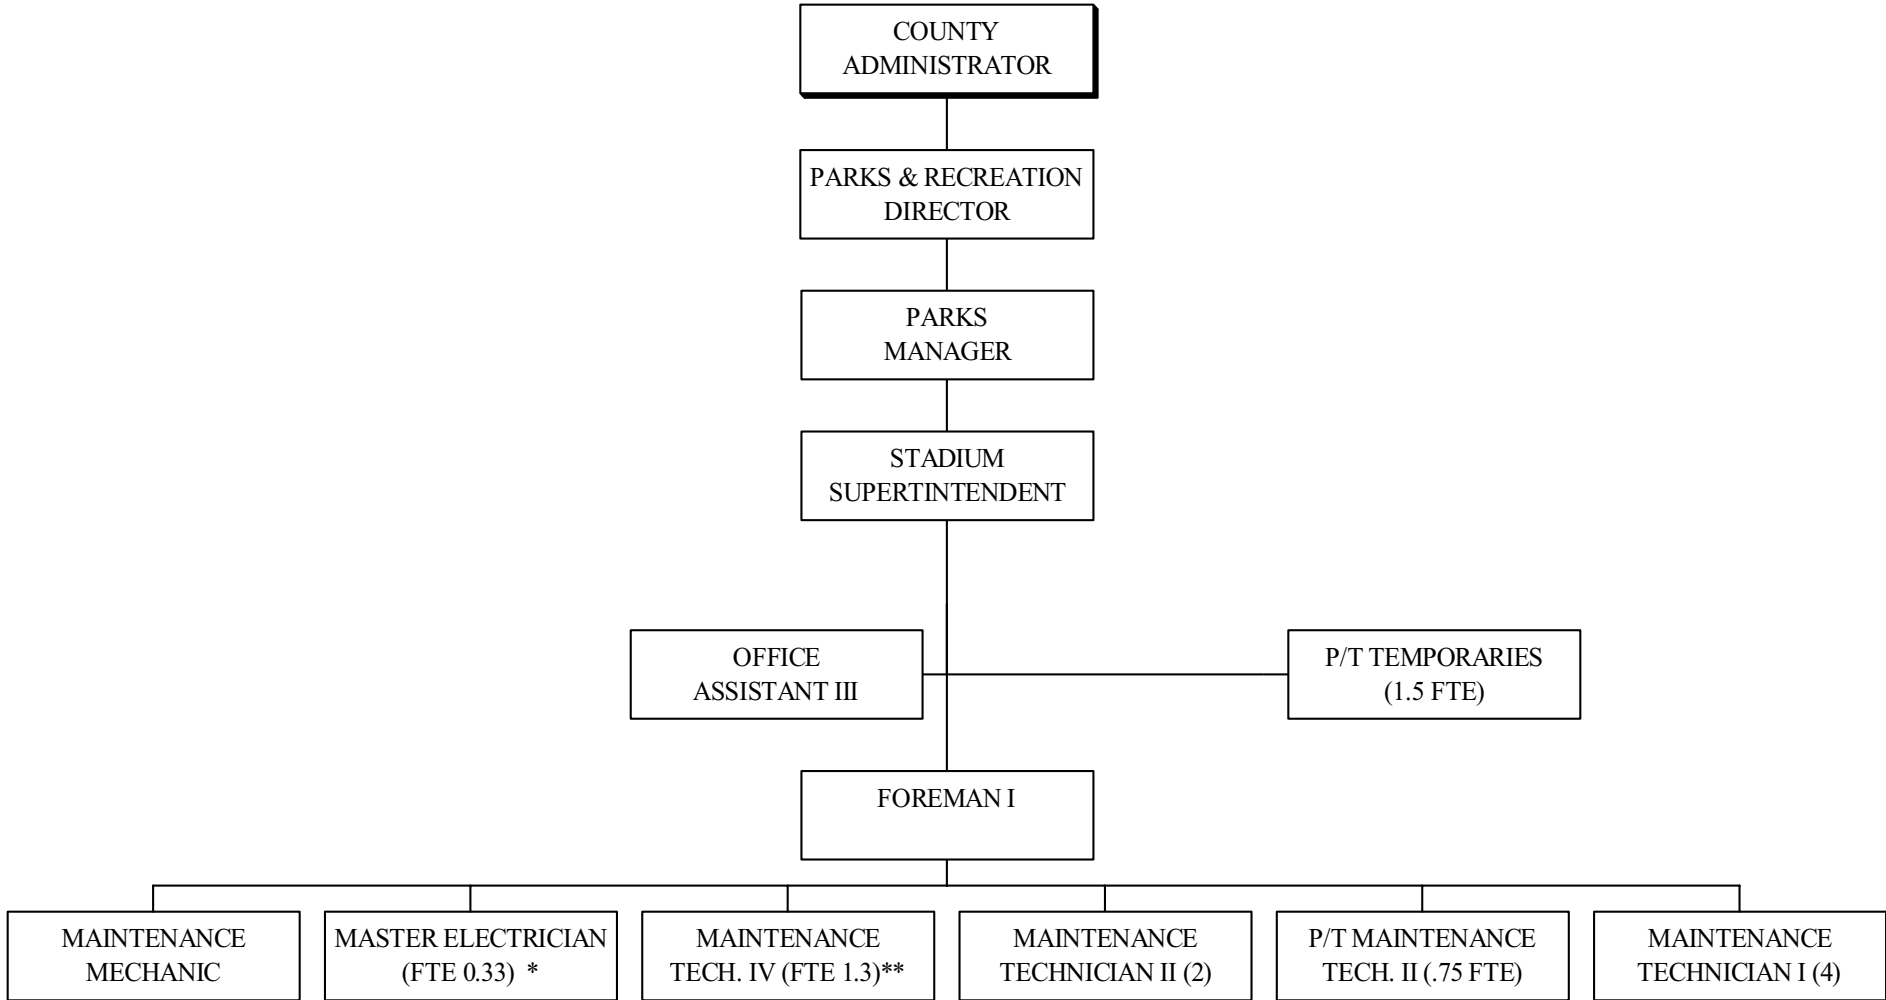 COUNTY
ADMINISTRATOR
PARKS & RECREATION
DIRECTOR
PARKS
MANAGER
STADIUM
SUPERTINTENDENT
OFFICE
ASSISTANT III
P/T TEMPORARIES
(1.5 FTE)
FOREMAN I
MAINTENANCE
MECHANIC
MASTER ELECTRICIAN
(FTE 0.33) *
MAINTENANCE
TECH. IV (FTE 1.3)**
MAINTENANCE
TECHNICIAN II (2)
P/T MAINTENANCE
TECH. II (.75 FTE)
MAINTENANCE
TECHNICIAN I (4)